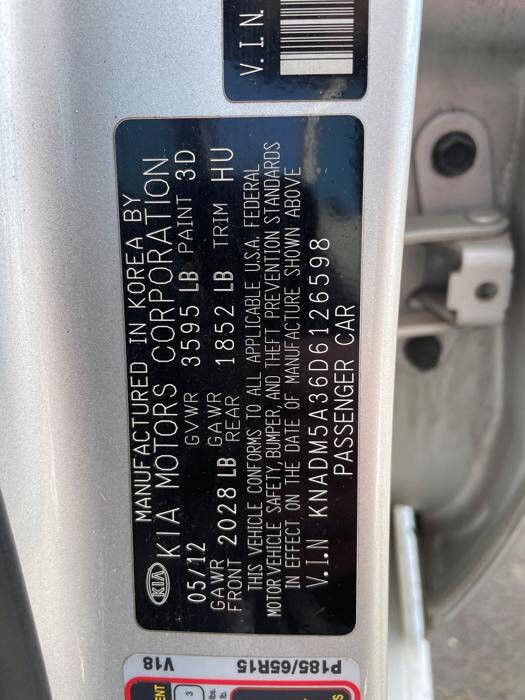 V.I.N.
KIA
MANUFACTURED IN KOREA BY
KIA MOTORS CORPORATION
05/12 GVWR 3595 LB PAINT 3D
GAWR FRONT 2028 LB GAWR REAR 1852 LB TRIM HU
THIS VEHICLE CONFORMS TO ALL APPLICABLE U.S.A. FEDERAL
MOTOR VEHICLE SAFETY, BUMPER, AND THEFT PREVENTION STANDARDS
IN EFFECT ON THE DATE OF MANUFACTURE SHOWN ABOVE
V.I.N KNADM5A36D6126598
PASSENGER CAR
V18
P185/65R15
3
lbs.